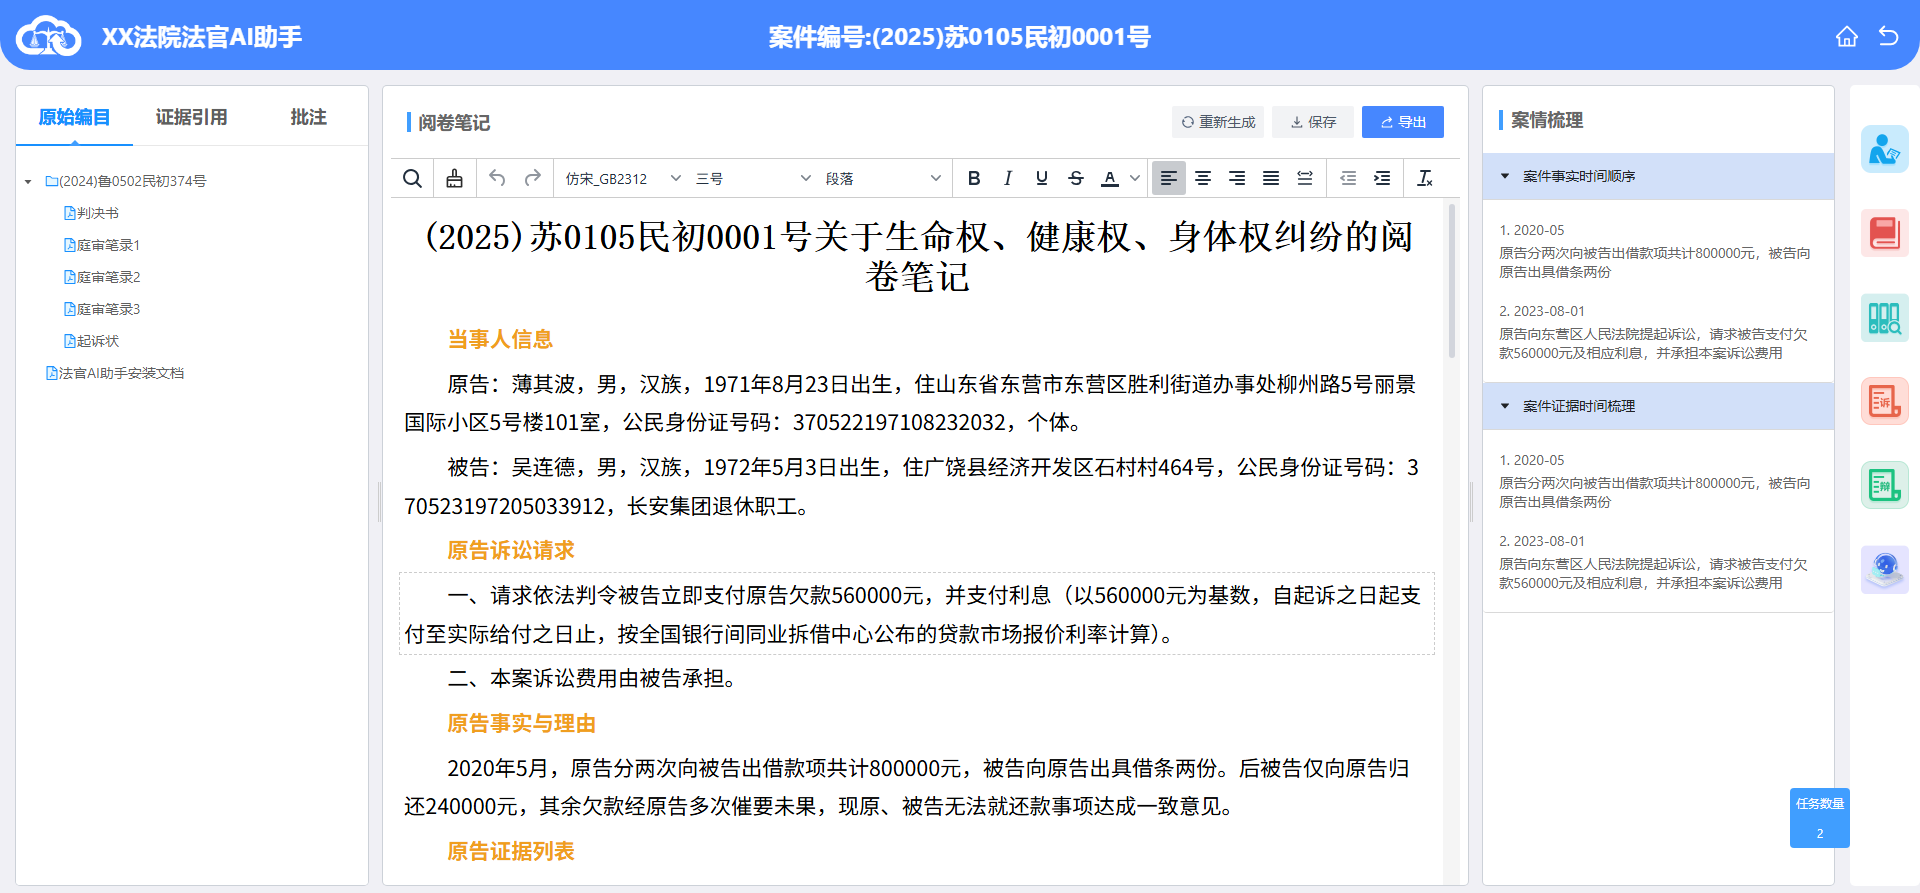 XX法院法官AI助手
案件编号:(2025)苏0105民初0001号
原始编目
证据引用
批注
(2024)鲁0502民初374号
判决书
庭审笔录1
庭审笔录2
庭审笔录3
起诉状
法官AI助手安装文档
阅卷笔记
重新生成
保存
导出
仿宋_GB2312
三号
段落
B
I
U
S
A
(2025)苏0105民初0001号关于生命权、健康权、身体权纠纷的阅
卷笔记
当事人信息
原告：薄其波，男，汉族，1971年8月23日出生，住山东省东营市东营区胜利街道办事处柳州路5号丽景
国际小区5号楼101室，公民身份证号码：370522197108232032，个体。
被告：吴连德，男，汉族，1972年5月3日出生，住广饶县经济开发区石村村464号，公民身份证号码：3
70523197205033912，长安集团退休职工。
原告诉讼请求
一、请求依法判令被告立即支付原告欠款560000元，并支付利息（以560000元为基数，自起诉之日起支
付至实际给付之日止，按全国银行间同业拆借中心公布的贷款市场报价利率计算）。
二、本案诉讼费用由被告承担。
原告事实与理由
2020年5月，原告分两次向被告出借款项共计800000元，被告向原告出具借条两份。后被告仅向原告归
还240000元，其余欠款经原告多次催要未果，现原、被告无法就还款事项达成一致意见。
原告证据列表
案情梳理
案件事实时间顺序
1. 2020-05
原告分两次向被告出借款项共计800000元，被告向
原告出具借条两份
2. 2023-08-01
原告向东营区人民法院提起诉讼，请求被告支付欠
款560000元及相应利息，并承担本案诉讼费用
案件证据时间梳理
1. 2020-05
原告分两次向被告出借款项共计800000元，被告向
原告出具借条两份
2. 2023-08-01
原告向东营区人民法院提起诉讼，请求被告支付欠
款560000元及相应利息，并承担本案诉讼费用
诉
辩
任务数量
2